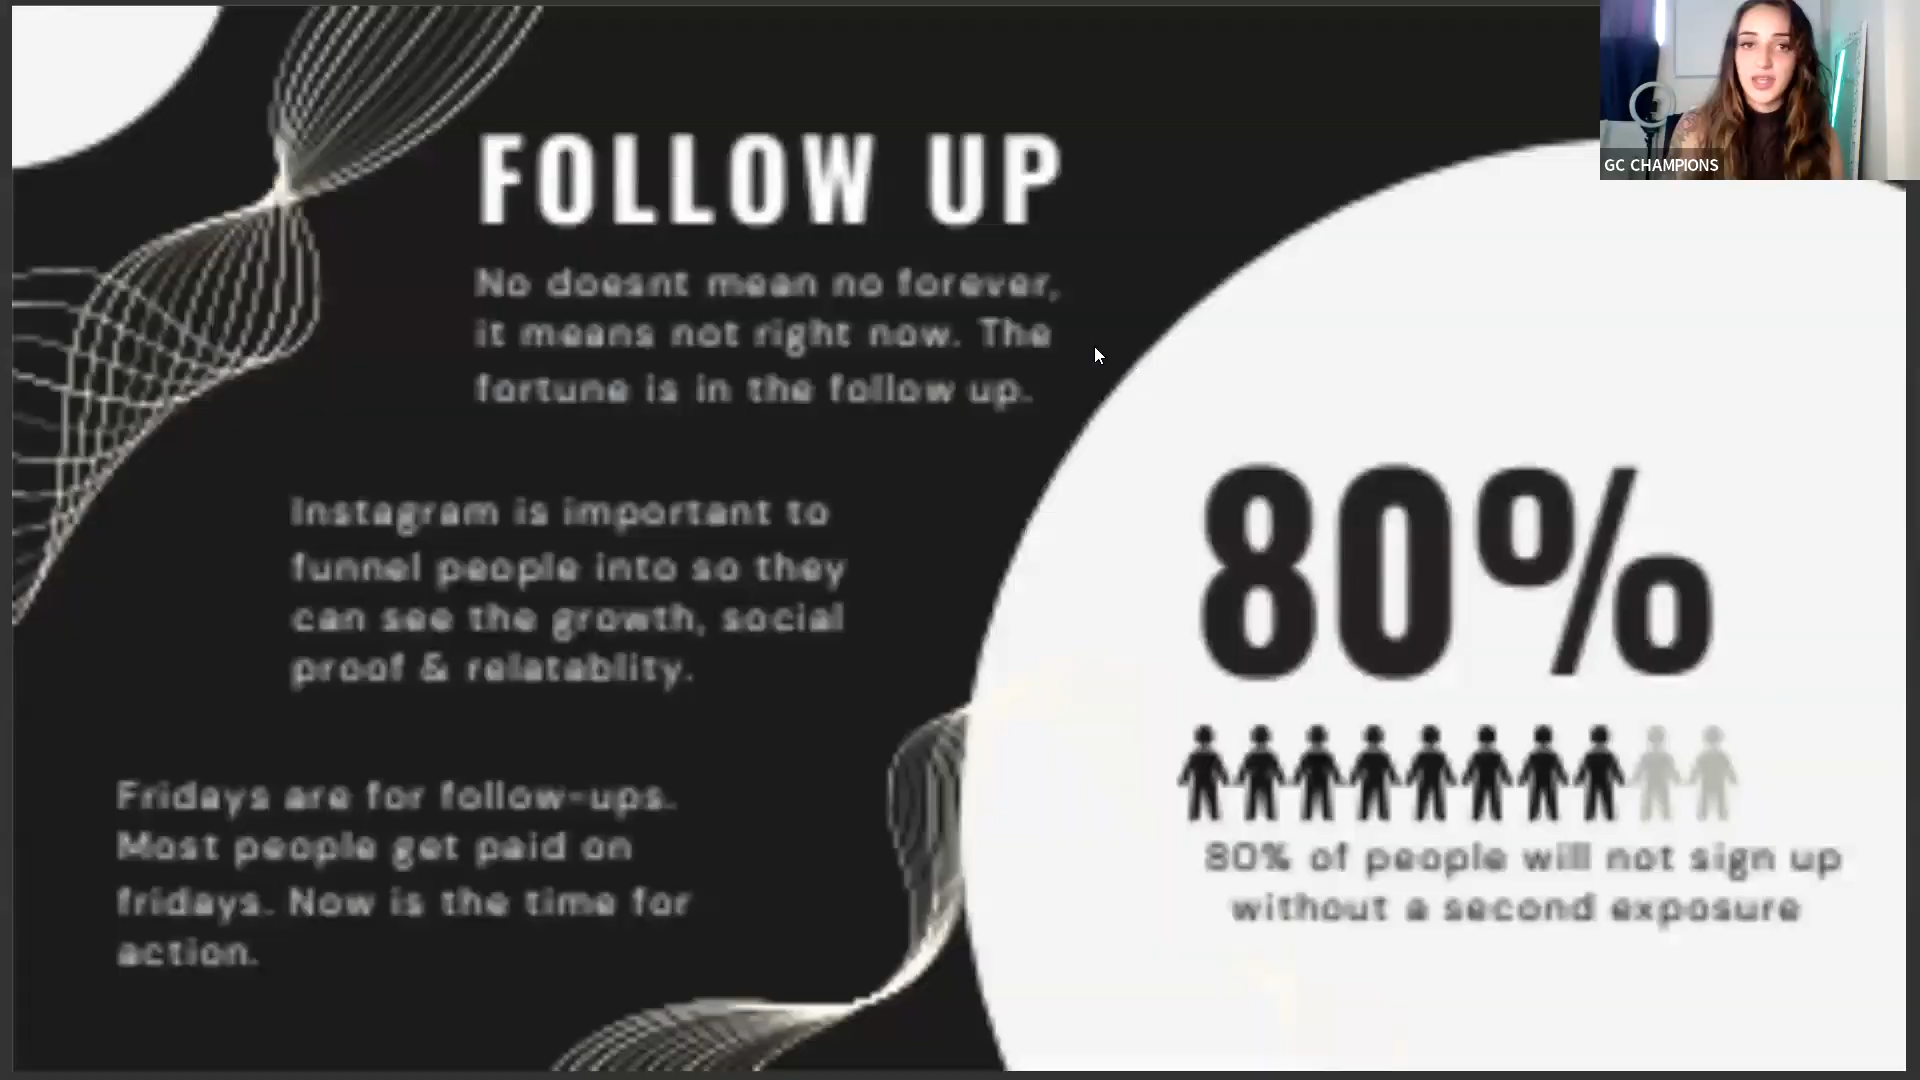 FOLLOW UP
No doesnt mean no forever,
it means not right now. The
fortune is in the follow up.
Instagram is important to
funnel people into so they
can see the growth, social
proof & relatablity.
Fridays are for follow-ups.
Most people get paid on
fridays. Now is the time for
action.
80%
80% of people will not sign up
without a second exposure
GC CHAMPIONS